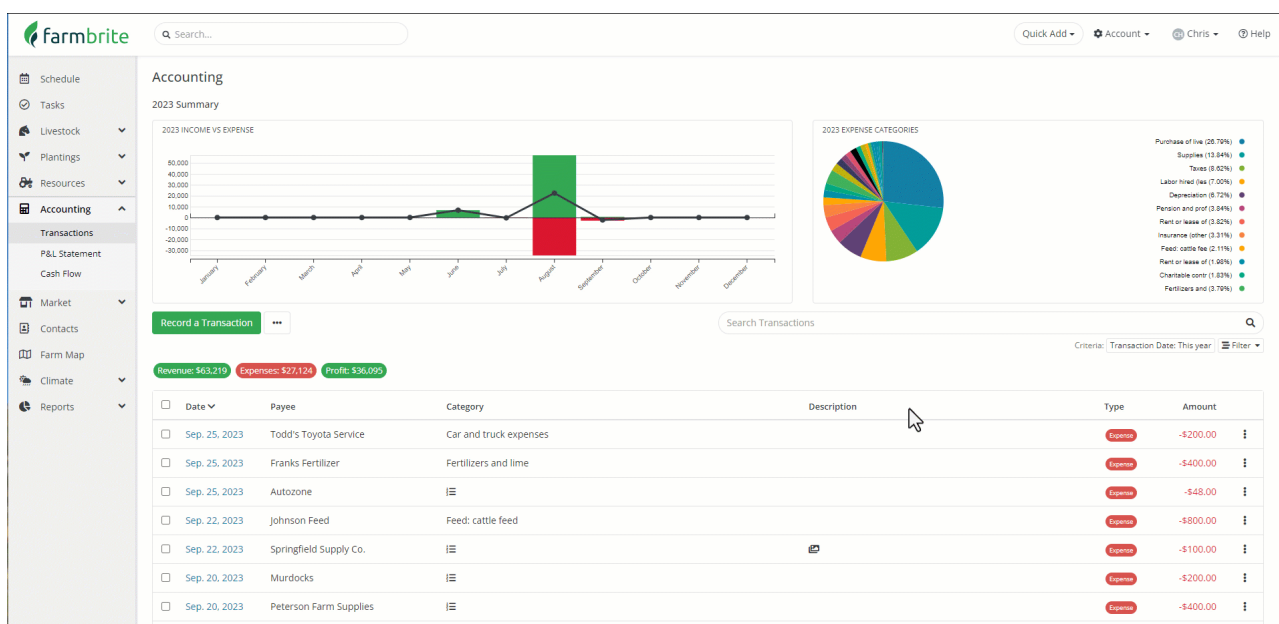 farmbrite
Search...
Quick Add
Account
CH Chris
Help
Schedule
Tasks
Livestock
Plantings
Resources
Accounting
Transactions
P&L Statement
Cash Flow
Market
Contacts
Farm Map
Climate
Reports
Accounting
2023 Summary
2023 INCOME VS EXPENSE
50,000
40,000
30,000
20,000
10,000
0
-10,000
-20,000
-30,000
January
February
March
April
May
June
July
August
September
October
November
December
2023 EXPENSE CATEGORIES
Purchase of live (26.79%)
Supplies (13.84%)
Taxes (8.62%)
Labor hired (les (7.00%)
Depreciation (6.72%)
Pension and prof (3.84%)
Rent or lease of (3.82%)
Insurance (other (3.31%)
Feed: cattle fee (2.11%)
Rent or lease of (1.98%)
Charitable contr (1.83%)
Fertilizers and (3.79%)
Record a Transaction
Search Transactions
Criteria: Transaction Date: This year Filter
Revenue: $63,219 Expenses: $27,124 Profit: $36,095
Date Payee Category Description Type Amount
Sep. 25, 2023 Todd's Toyota Service Car and truck expenses Expense -$200.00
Sep. 25, 2023 Franks Fertilizer Fertilizers and lime Expense -$400.00
Sep. 25, 2023 Autozone Expense -$48.00
Sep. 22, 2023 Johnson Feed Feed: cattle feed Expense -$800.00
Sep. 22, 2023 Springfield Supply Co. Expense -$100.00
Sep. 20, 2023 Murdocks Expense -$200.00
Sep. 20, 2023 Peterson Farm Supplies Expense -$400.00